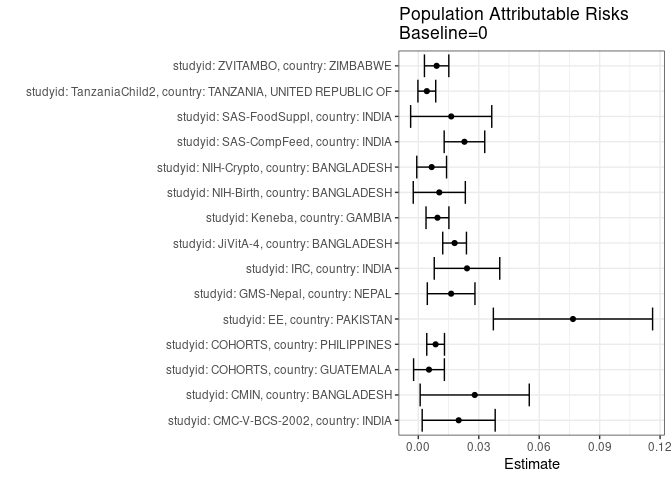 Population Attributable Risks
Baseline=0
studyid: ZVITAMBO, country: ZIMBABWE
studyid: TanzaniaChild2, country: TANZANIA, UNITED REPUBLIC OF
studyid: SAS-FoodSuppl, country: INDIA
studyid: SAS-CompFeed, country: INDIA
studyid: NIH-Crypto, country: BANGLADESH
studyid: NIH-Birth, country: BANGLADESH
studyid: Keneba, country: GAMBIA
studyid: JiVitA-4, country: BANGLADESH
studyid: IRC, country: INDIA
studyid: GMS-Nepal, country: NEPAL
studyid: EE, country: PAKISTAN
studyid: COHORTS, country: PHILIPPINES
studyid: COHORTS, country: GUATEMALA
studyid: CMIN, country: BANGLADESH
studyid: CMC-V-BCS-2002, country: INDIA
0.00 0.03 0.06 0.09 0.12
Estimate